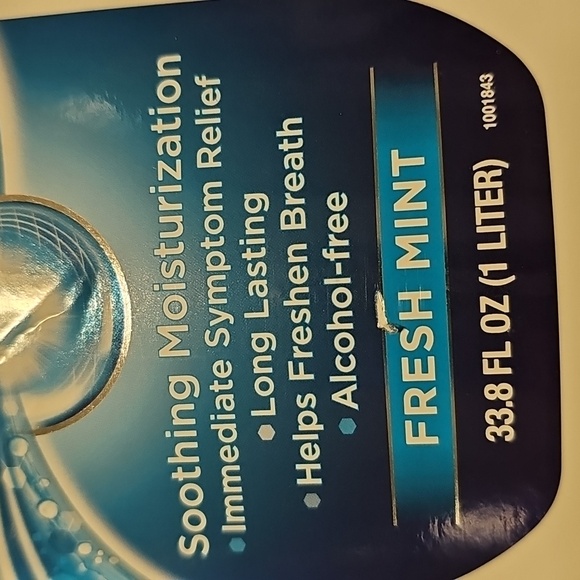 Soothing Moisturization
• Immediate Symptom Relief
• Long Lasting
• Helps Freshen Breath
• Alcohol-free
FRESH MINT
33.8 FL OZ (1 LITER)
1001843